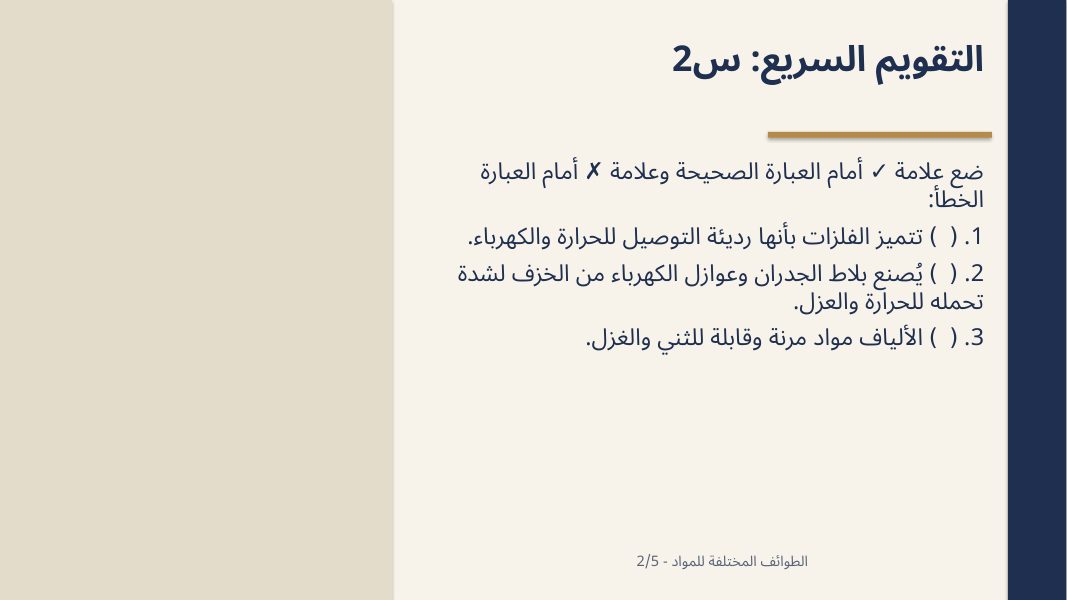 التقويم السريع: س2
ضع علامة ✓ أمام العبارة الصحيحة وعلامة ✗ أمام العبارة
الخطأ:
1. (  ) تتميز الفلزات بأنها رديئة التوصيل للحرارة والكهرباء.
2. (  ) يُصنع بلاط الجدران وعوازل الكهرباء من الخزف لشدة
تحمله للحرارة والعزل.
3. (  ) الألياف مواد مرنة وقابلة للثني والغزل.
الطوائف المختلفة للمواد - 2/5